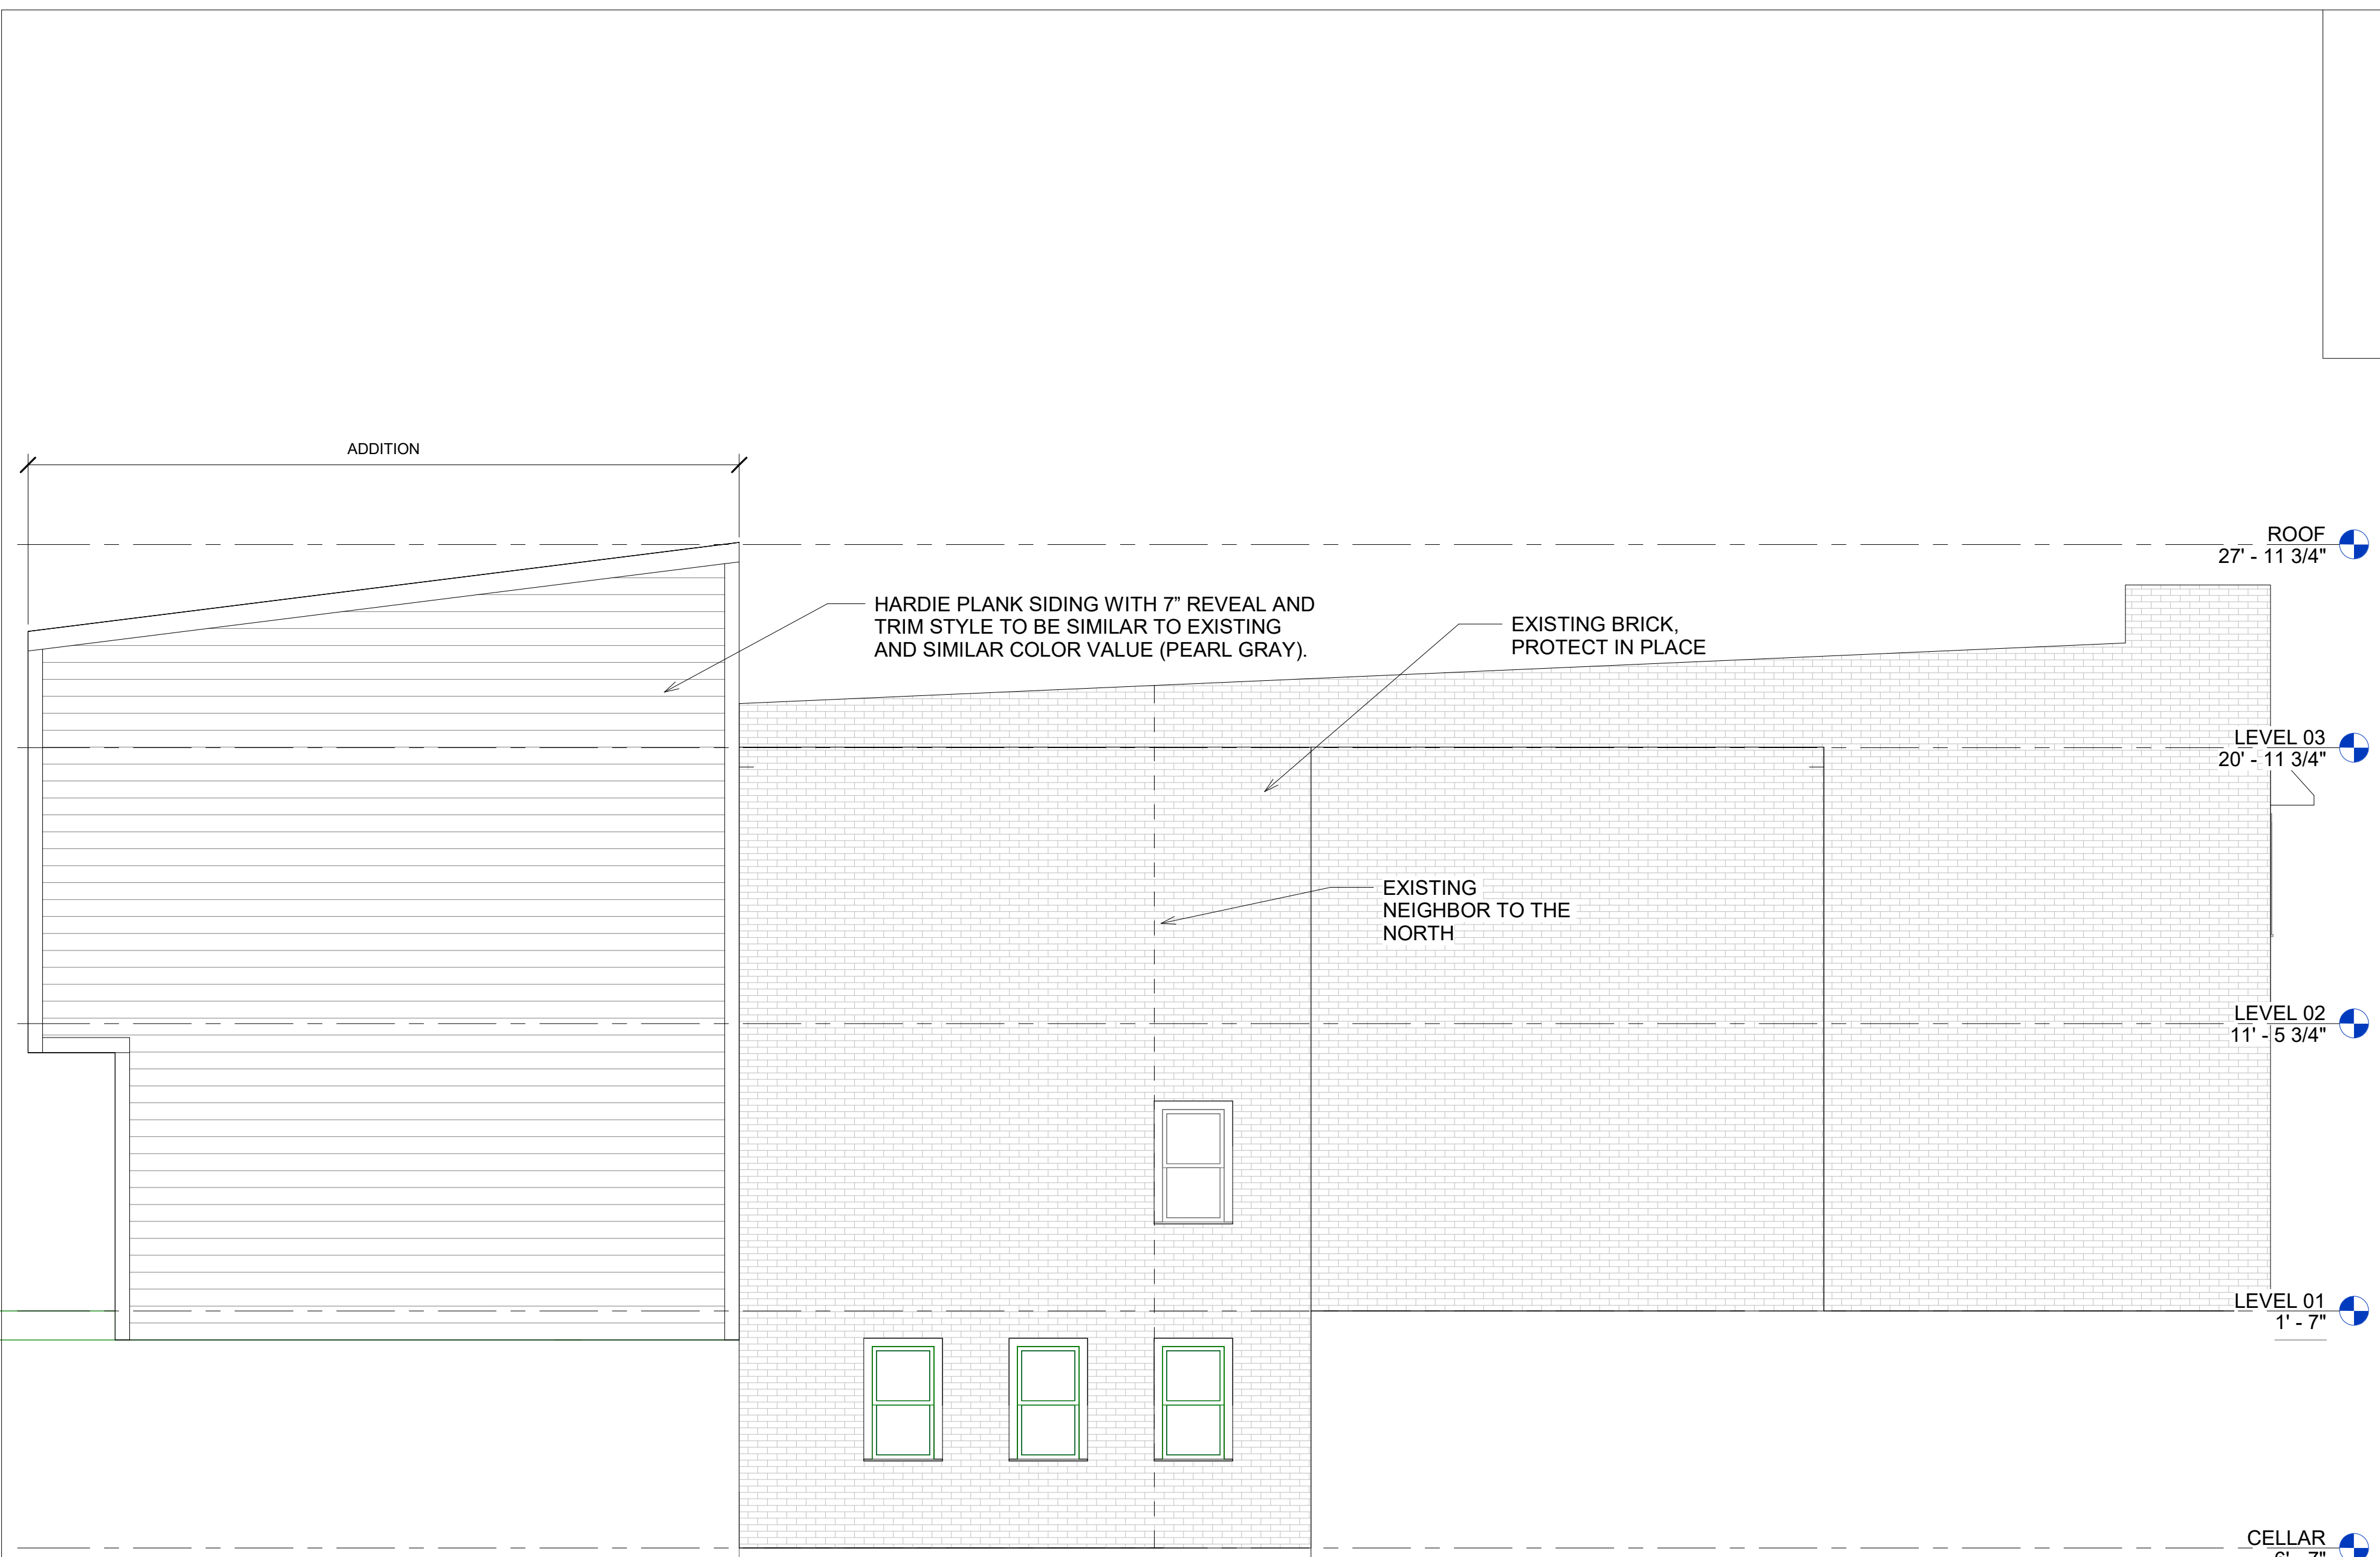 ADDITION
ROOF
27' - 11 3/4"
HARDIE PLANK SIDING WITH 7” REVEAL AND
TRIM STYLE TO BE SIMILAR TO EXISTING
AND SIMILAR COLOR VALUE (PEARL GRAY).
EXISTING BRICK,
PROTECT IN PLACE
LEVEL 03
20' - 11 3/4"
EXISTING
NEIGHBOR TO THE
NORTH
LEVEL 02
11' - 5 3/4"
LEVEL 01
1' - 7"
CELLAR